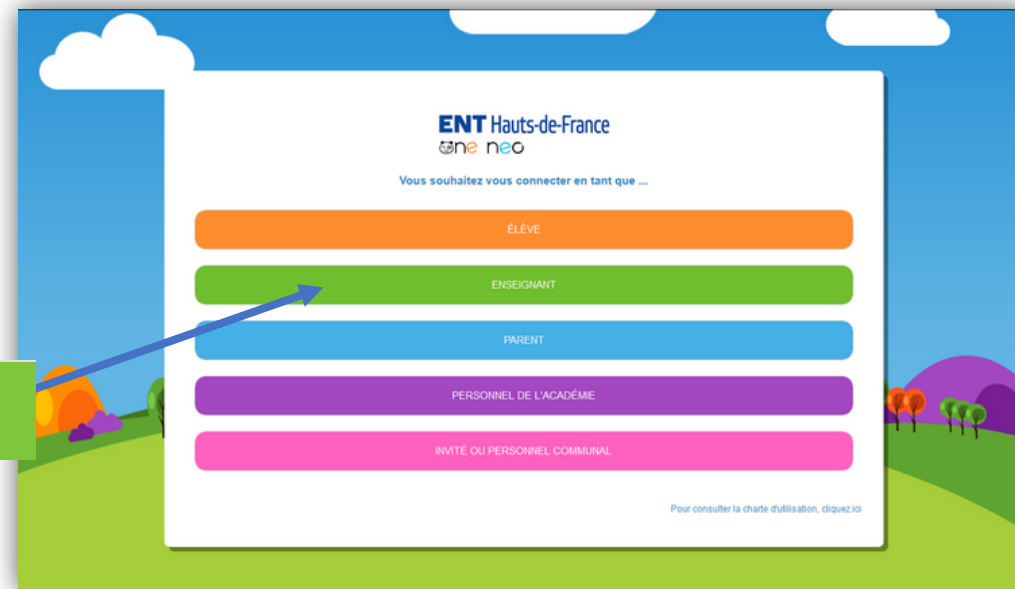 ENT Hauts-de-France
one neo
Vous souhaitez vous connecter en tant que ...
ÉLÈVE
ENSEIGNANT
PARENT
PERSONNEL DE L'ACADÉMIE
INVITÉ OU PERSONNEL COMMUNAL
Pour consulter la charte d'utilisation, cliquez ici